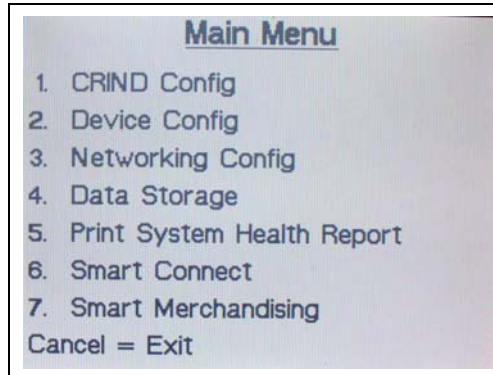 Main Menu
1. CRIND Config
2. Device Config
3. Networking Config
4. Data Storage
5. Print System Health Report
6. Smart Connect
7. Smart Merchandising
Cancel = Exit